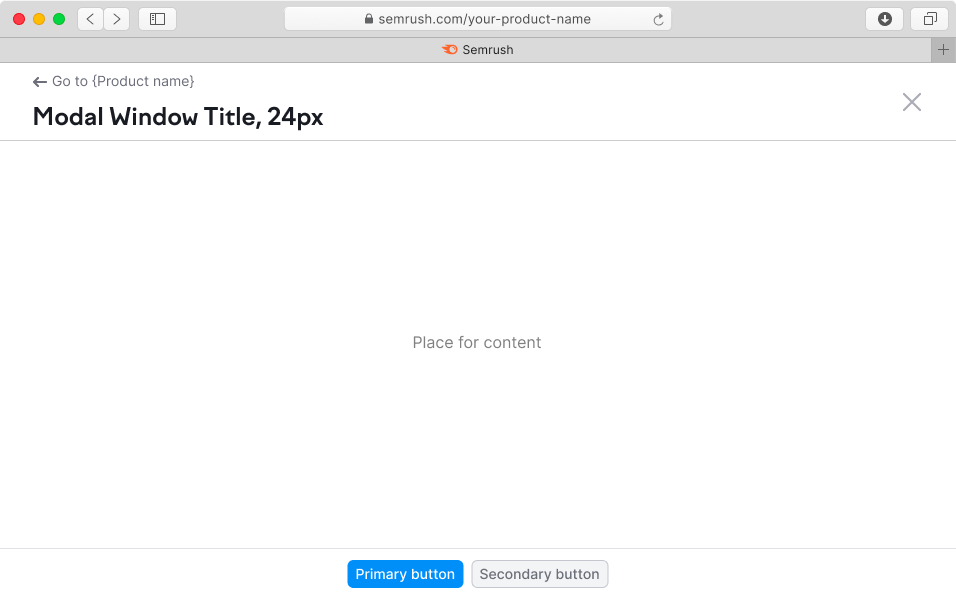 semrush.com/your-product-name
Semrush
Go to {Product name}
Modal Window Title, 24px
Place for content
Primary button
Secondary button